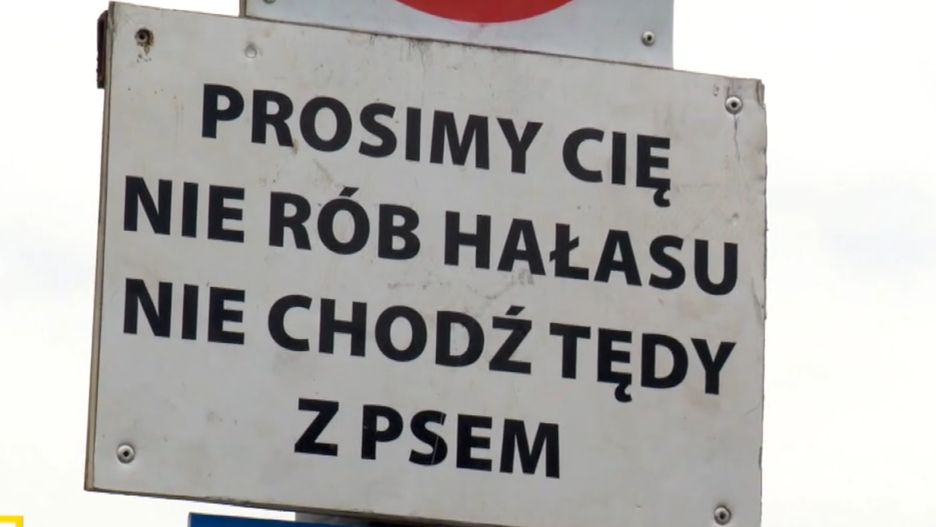 PROSIMY CIĘ
NIE RÓB HAŁASU
NIE CHODŹ TĘDY
Z PSEM